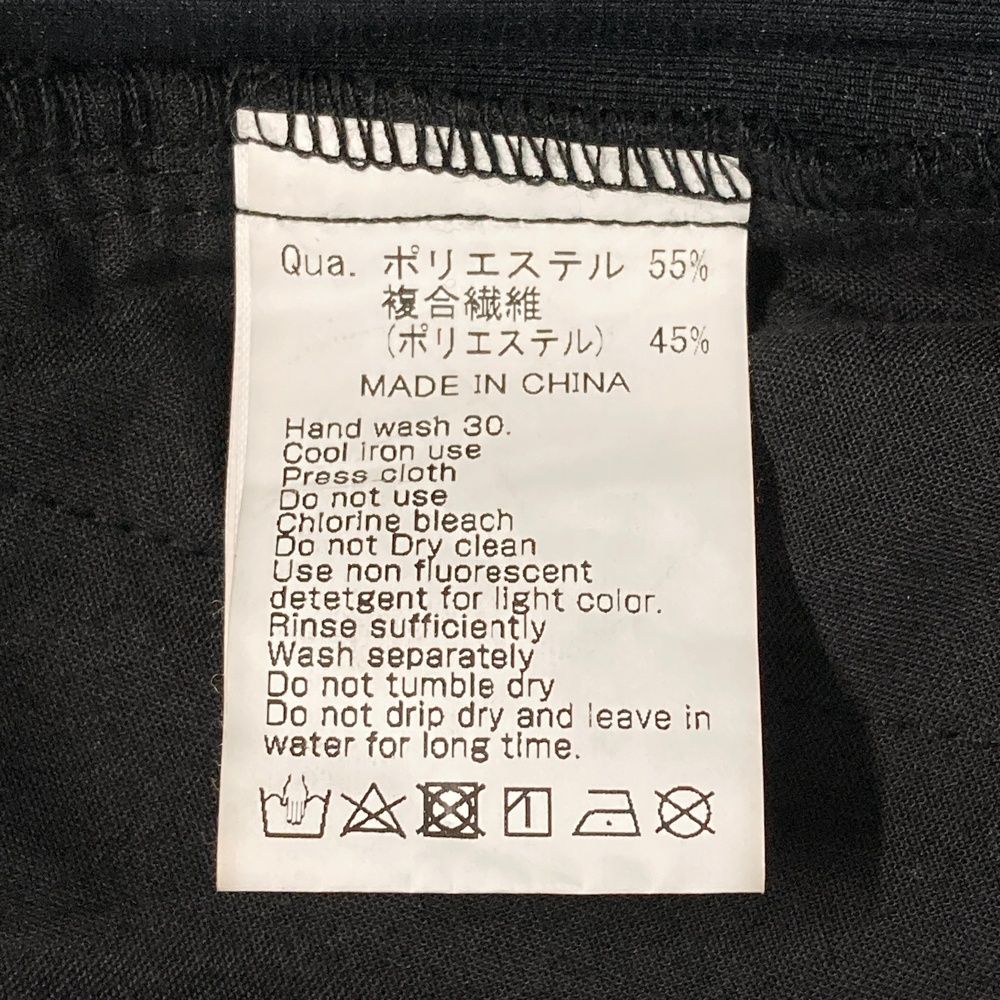 Qua. ポリエステル 55%
複合繊維
(ポリエステル) 45%
MADE IN CHINA
Hand wash 30.
Cool iron use
Press cloth
Do not use
Chlorine bleach
Do not Dry clean
Use non fluorescent
detetgent for light color.
Rinse sufficiently
Wash separately
Do not tumble dry
Do not drip dry and leave in
water for long time.